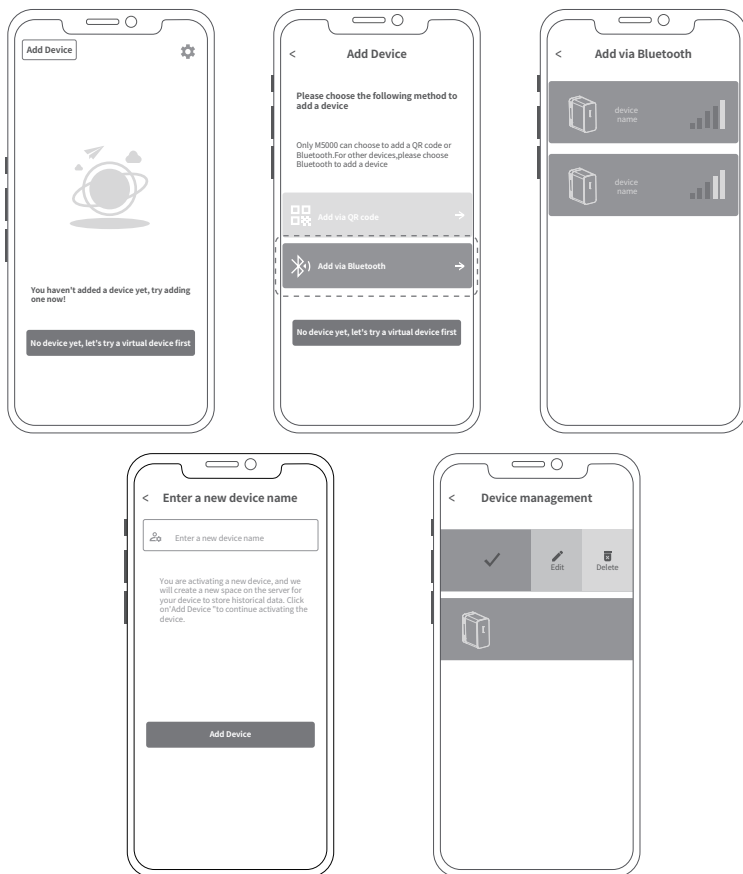 Add Device
You haven't added a device yet, try adding
one now!
No device yet, let's try a virtual device first
<
Add Device
Please choose the following method to
add a device
Only M5000 can choose to add a QR code or
Bluetooth.For other devices,please choose
Bluetooth to add a device
Add via QR code
Add via Bluetooth
No device yet, let's try a virtual device first
<
Add via Bluetooth
device
name
device
name
<
Enter a new device name
Enter a new device name
You are activating a new device, and we
will create a new space on the server for
your device to store historical data. Click
on'Add Device "to continue activating the
device.
Add Device
<
Device management
Edit
Delete